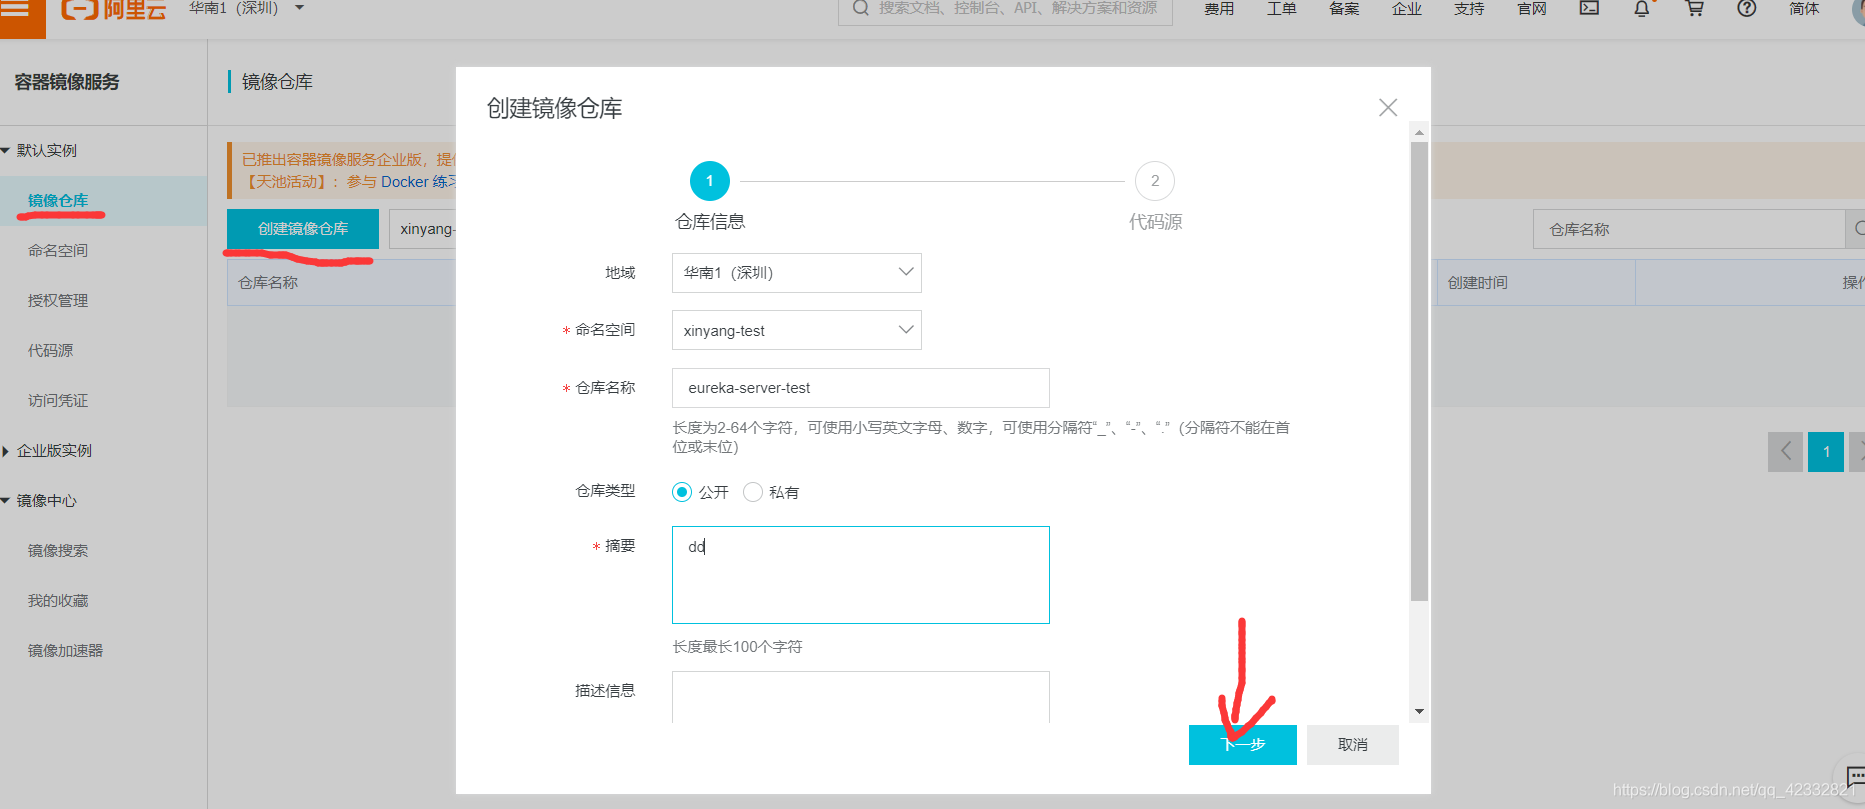 阿里云
华南1（深圳）
搜索文档、控制台、API、解决方案和资源
费用
工单
备案
企业
支持
官网
简体
容器镜像服务
镜像仓库
默认实例
镜像仓库
命名空间
授权管理
代码源
访问凭证
企业版实例
镜像中心
镜像搜索
我的收藏
镜像加速器
已推出容器镜像服务企业版，提
【天池活动】：参与 Docker 练
创建镜像仓库
xinyang-
仓库名称
仓库名称
创建时间
操
1
创建镜像仓库
1
2
仓库信息
代码源
地域
华南1（深圳）
* 命名空间
xinyang-test
* 仓库名称
eureka-server-test
长度为2-64个字符，可使用小写英文字母、数字，可使用分隔符“_”、“-”、“.”（分隔符不能在首
位或末位）
仓库类型
公开
私有
* 摘要
dd
长度最长100个字符
描述信息
下一步
取消
https://blog.csdn.net/qq_42332821